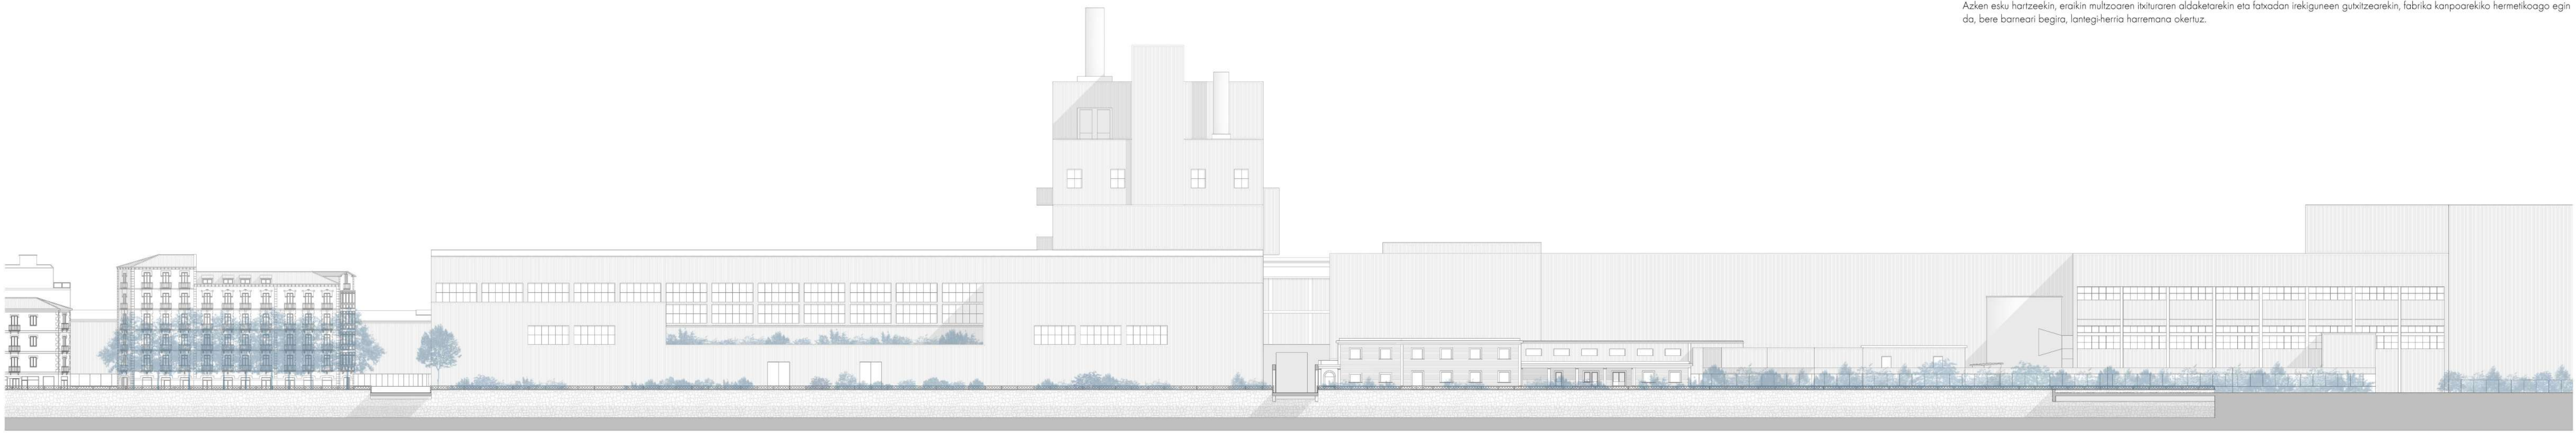 Azken esku hartzeekin, eraikin multzoaren itxituraren aldaketarekin eta fatxadan irekiguneen gutxitzearekin, fabrika kanpoarekiko hermetikoago egin
da, bere barneari begira, lantegi-herria harremana okertuz.